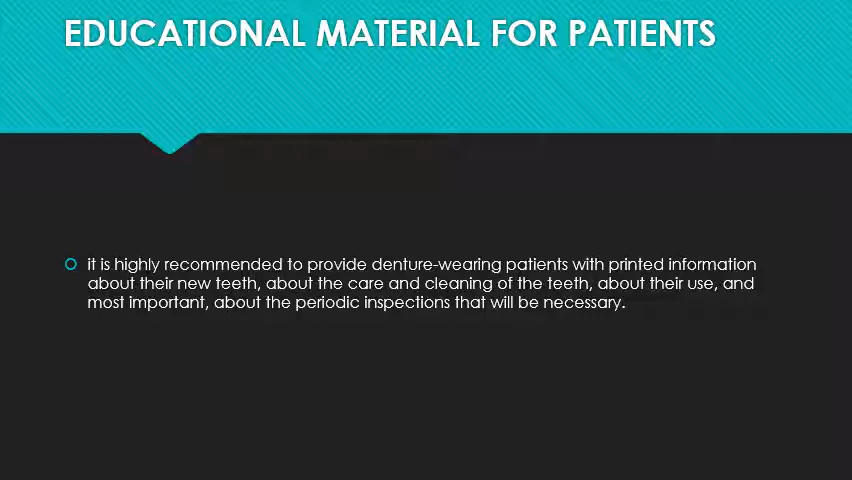 EDUCATIONAL MATERIAL FOR PATIENTS
it is highly recommended to provide denture-wearing patients with printed information
about their new teeth, about the care and cleaning of the teeth, about their use, and
most important, about the periodic inspections that will be necessary.